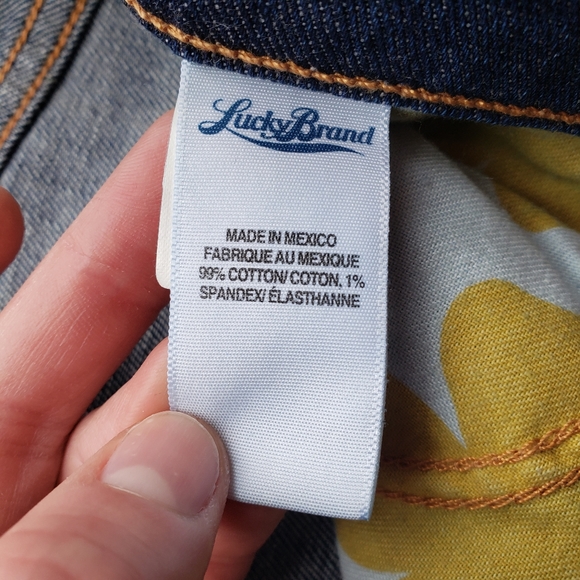 Lucky Brand
MADE IN MEXICO
FABRIQUE AU MEXIQUE
99% COTTON/ COTON, 1%
SPANDEX/ ÉLASTHANNE